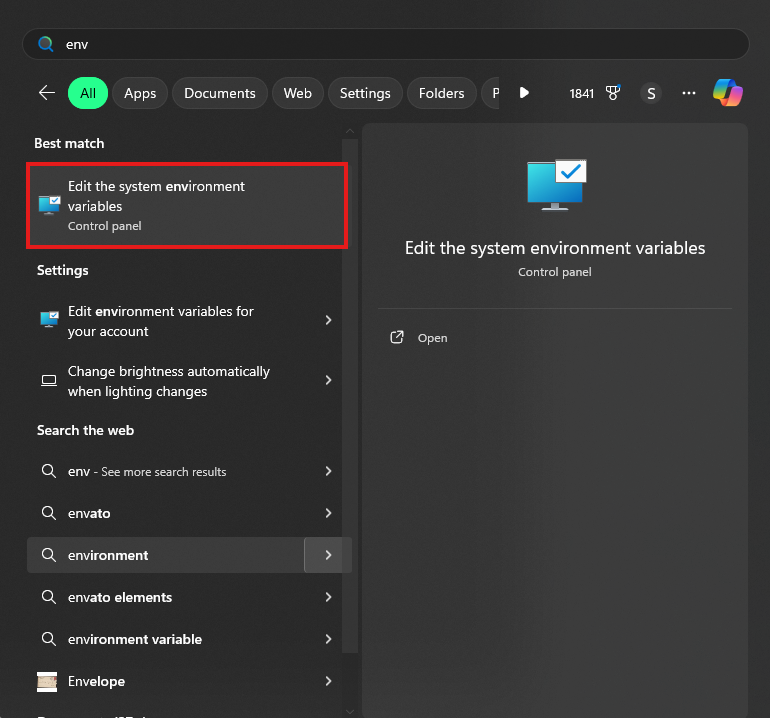 env
All Apps Documents Web Settings Folders P 1841 S
Best match
Edit the system environment
variables
Control panel
Settings
Edit environment variables for
your account
Change brightness automatically
when lighting changes
Search the web
env - See more search results
envato
environment
envato elements
environment variable
Envelope
Edit the system environment variables
Control panel
Open